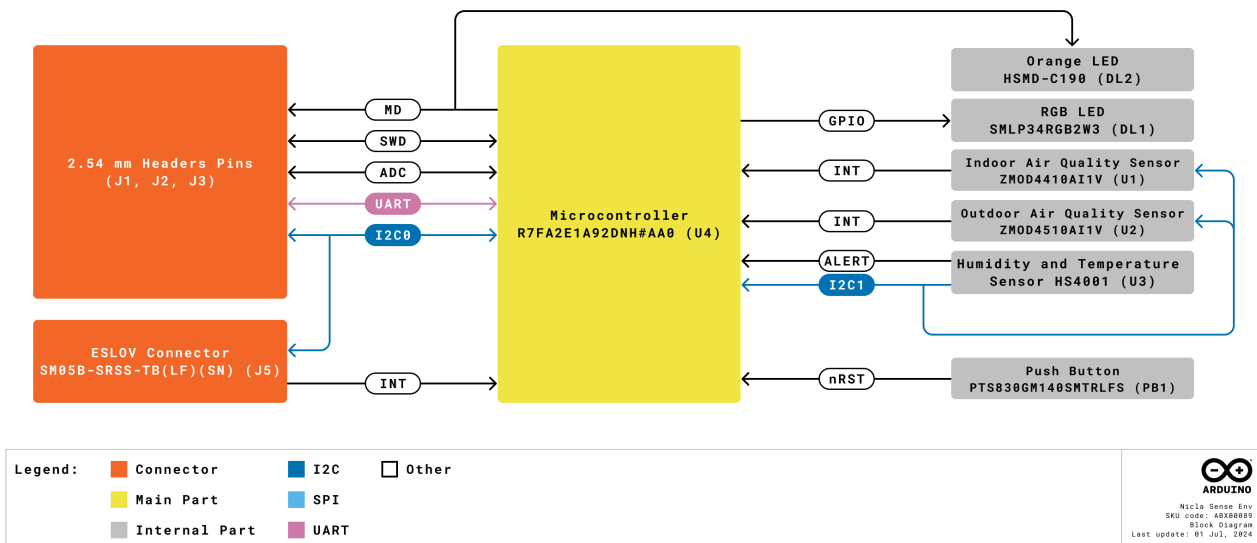 Orange LED
HSMD-C190 (DL2)
MD
RGB LED
SMLP34RGB2W3 (DL1)
GPIO
SWD
2.54 mm Headers Pins
(J1, J2, J3)
ADC
INT
Indoor Air Quality Sensor
ZMOD4410AI1V (U1)
UART
Microcontroller
R7FA2E1A92DNH#AA0 (U4)
INT
Outdoor Air Quality Sensor
ZMOD4510AI1V (U2)
I2C0
ALERT
Humidity and Temperature
Sensor HS4001 (U3)
I2C1
ESLOV Connector
SM05B-SRSS-TB(LF)(SN) (J5)
INT
nRST
Push Button
PTS830GM140SMTRLFS (PB1)
Legend:
Connector
I2C
Other
Main Part
SPI
Internal Part
UART
ARDUINO
Nicla Sense Env
SKU code: ABX00089
Block Diagram
Last update: 01 Jul, 2024